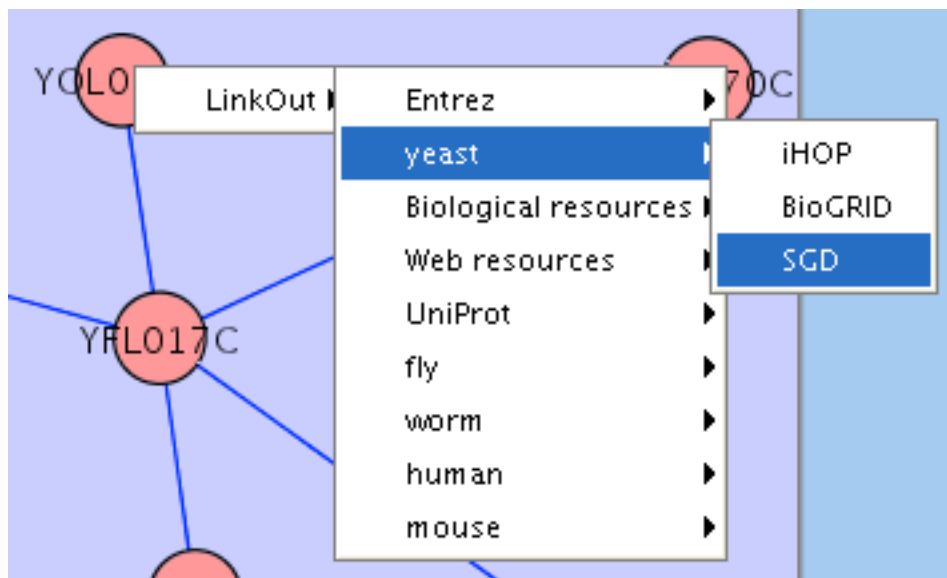 YOL0
70C
LinkOut
Entrez
yeast
iHOP
Biological resources
BioGRID
Web resources
SGD
UniProt
YFL017C
fly
worm
human
mouse